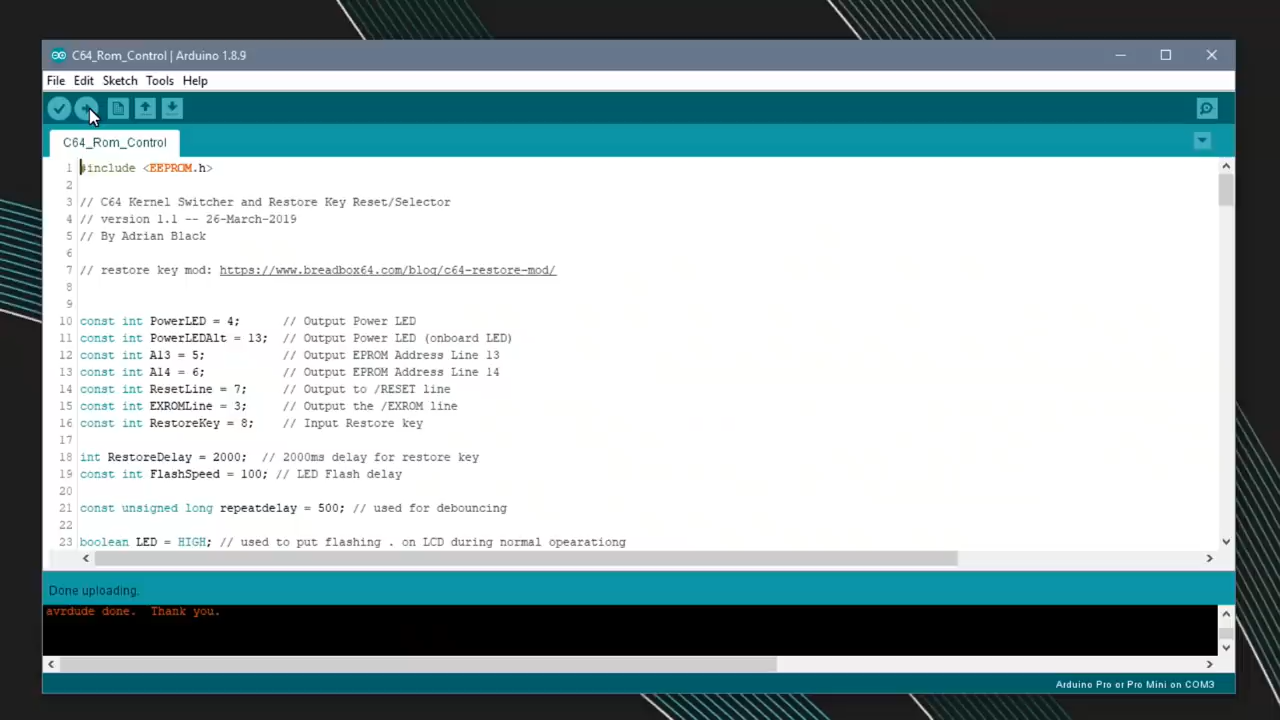 C64_Rom_Control | Arduino 1.8.9
File Edit Sketch Tools Help
C64_Rom_Control
1 #include <EEPROM.h>
2
3 // C64 Kernel Switcher and Restore Key Reset/Selector
4 // version 1.1 -- 26-March-2019
5 // By Adrian Black
6
7 // restore key mod: https://www.breadbox64.com/blog/c64-restore-mod/
8
9
10 const int PowerLED = 4; // Output Power LED
11 const int PowerLEDAlt = 13; // Output Power LED (onboard LED)
12 const int A13 = 5; // Output EPROM Address Line 13
13 const int A14 = 6; // Output EPROM Address Line 14
14 const int ResetLine = 7; // Output to /RESET line
15 const int EXROMLine = 3; // Output the /EXROM line
16 const int RestoreKey = 8; // Input Restore key
17
18 int RestoreDelay = 2000; // 2000ms delay for restore key
19 const int FlashSpeed = 100; // LED Flash delay
20
21 const unsigned long repeatdelay = 500; // used for debouncing
22
23 boolean LED = HIGH; // used to put flashing . on LCD during normal opearationg
Done uploading.
avrdude done. Thank you.
Arduino Pro or Pro Mini on COM3